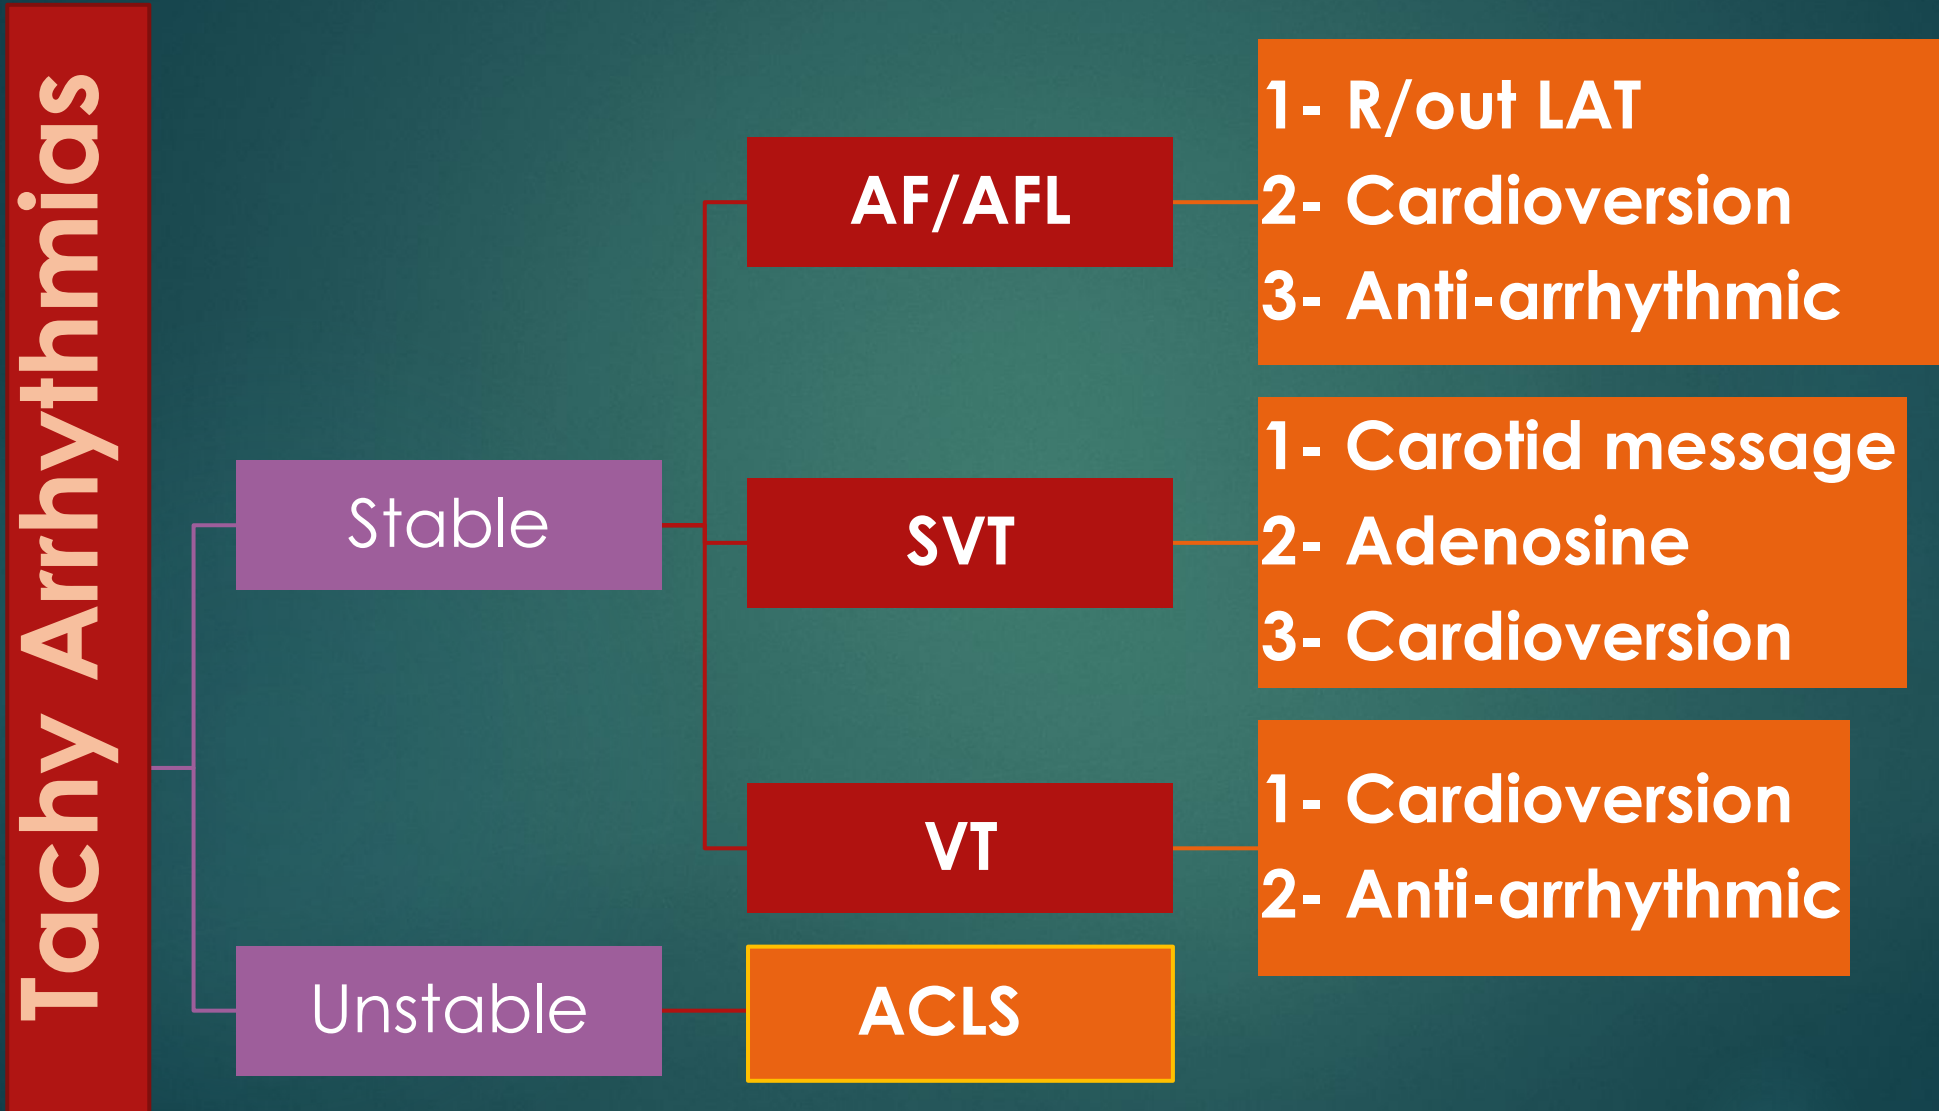 Tachy Arrhythmias
Stable
AF/AFL
1- R/out LAT
2- Cardioversion
3- Anti-arrhythmic
SVT
1- Carotid message
2- Adenosine
3- Cardioversion
VT
1- Cardioversion
2- Anti-arrhythmic
Unstable
ACLS